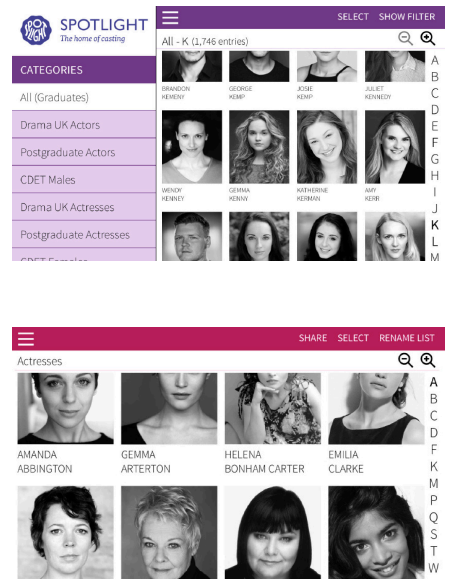 SPOTLIGHT
The home of casting
SELECT SHOW FILTER
All - K (1,746 entries)
CATEGORIES
All (Graduates)
Drama UK Actors
Postgraduate Actors
CDET Males
Drama UK Actresses
Postgraduate Actresses
CDET Females
BRANDON
KEMENY
GEORGE
KEMP
JOSIE
KEMP
JULIET
KENNEDY
WENDY
KENNEY
GEMMA
KENNY
KATHERINE
KERMAN
AMY
KERR
A
B
C
D
E
F
G
H
I
J
K
L
M
SHARE SELECT RENAME LIST
Actresses
AMANDA
ABBINGTON
GEMMA
ARTERTON
HELENA
BONHAM CARTER
EMILIA
CLARKE
A
B
C
D
F
K
M
P
Q
S
T
W